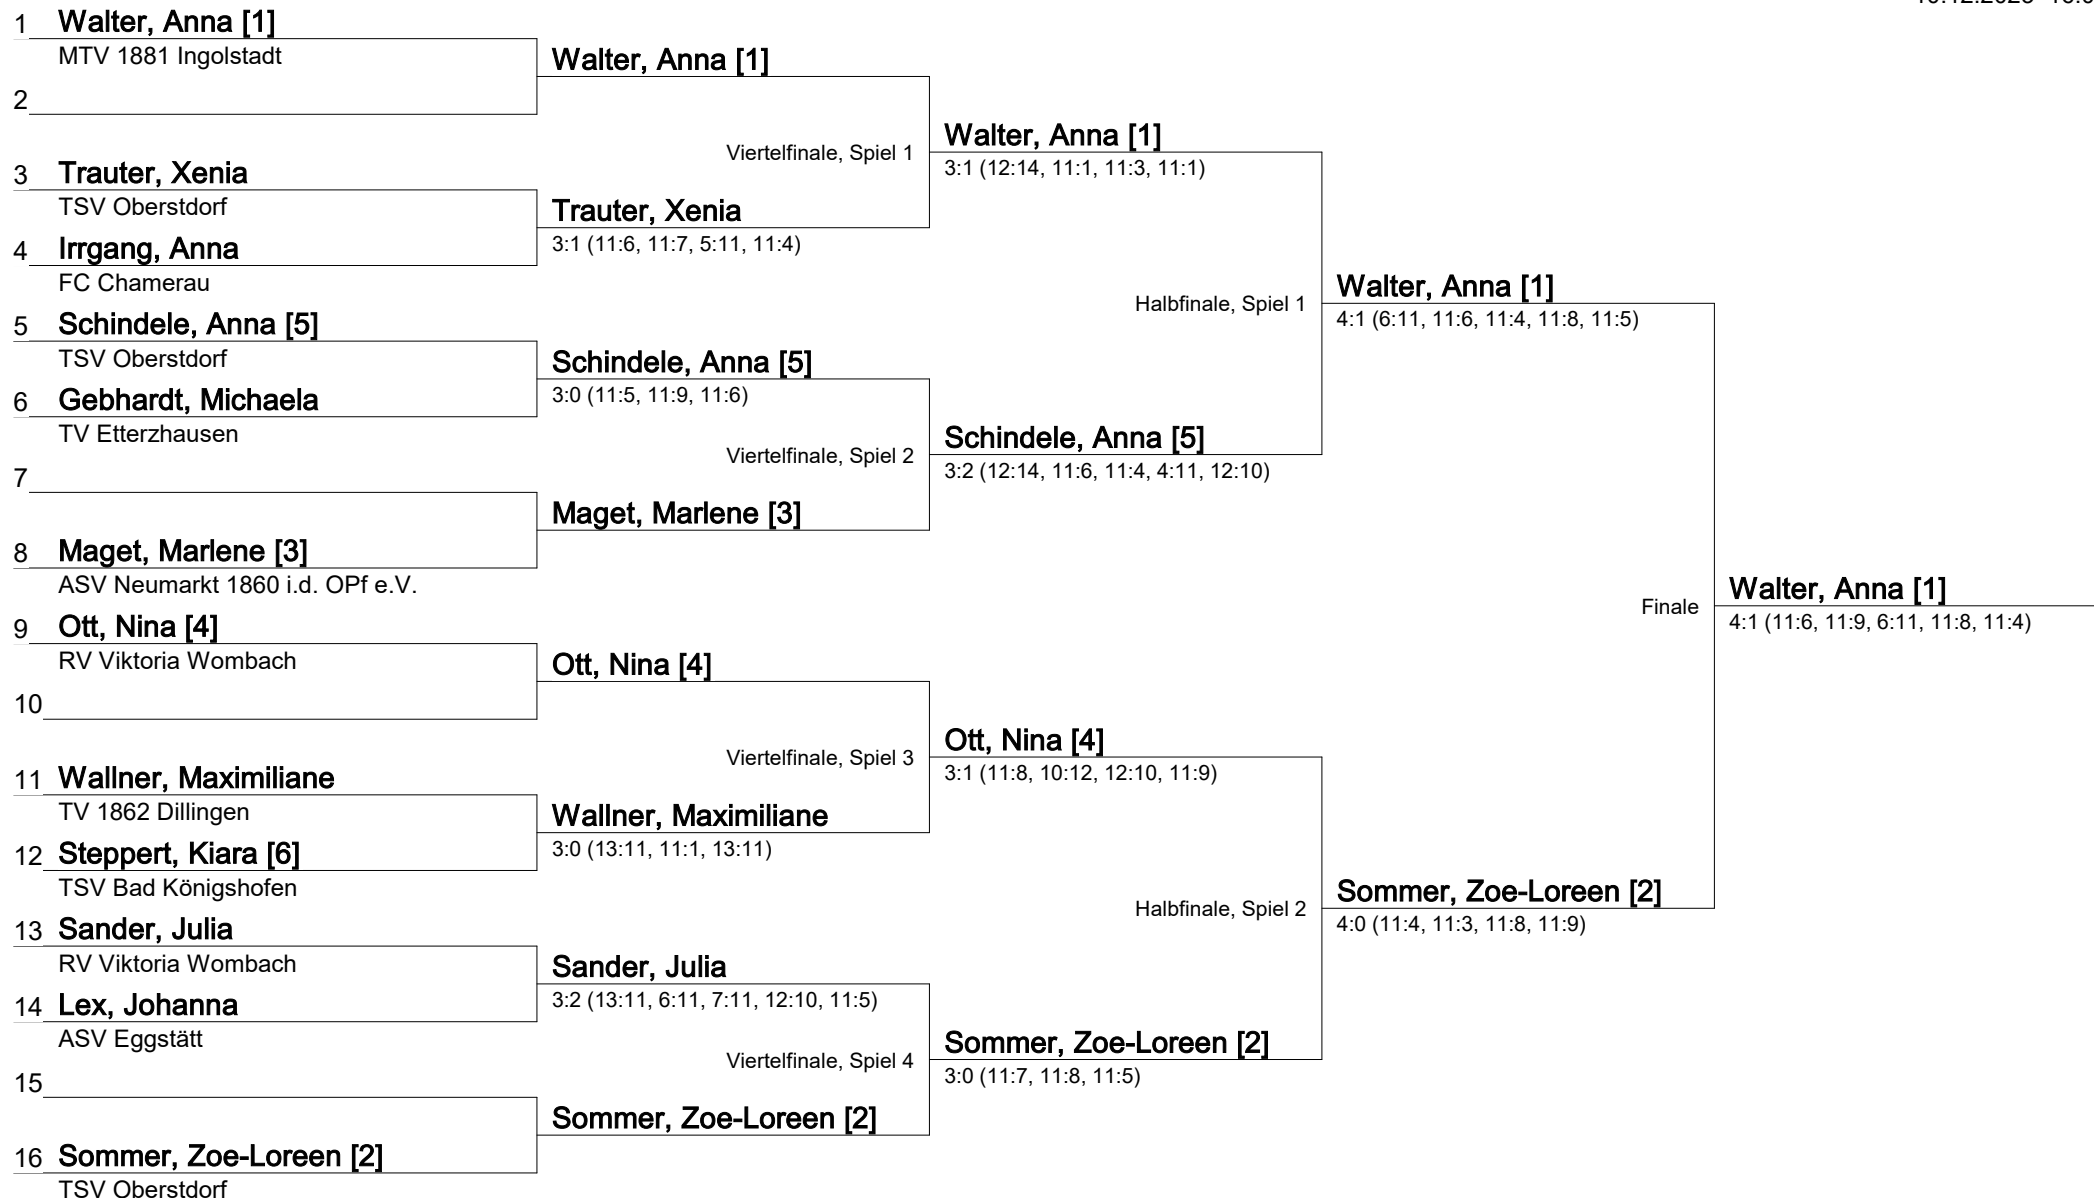 1 Walter, Anna [1]
MTV 1881 Ingolstadt
Walter, Anna [1]
2
Viertelfinale, Spiel 1
Walter, Anna [1]
3:1 (12:14, 11:1, 11:3, 11:1)
3 Trauter, Xenia
TSV Oberstdorf
Trauter, Xenia
3:1 (11:6, 11:7, 5:11, 11:4)
4 Irrgang, Anna
FC Chamerau
Halbfinale, Spiel 1
Walter, Anna [1]
4:1 (6:11, 11:6, 11:4, 11:8, 11:5)
5 Schindele, Anna [5]
TSV Oberstdorf
Schindele, Anna [5]
3:0 (11:5, 11:9, 11:6)
6 Gebhardt, Michaela
TV Etterzhausen
Viertelfinale, Spiel 2
Schindele, Anna [5]
3:2 (12:14, 11:6, 11:4, 4:11, 12:10)
7
Maget, Marlene [3]
8 Maget, Marlene [3]
ASV Neumarkt 1860 i.d. OPf e.V.
Finale
Walter, Anna [1]
4:1 (11:6, 11:9, 6:11, 11:8, 11:4)
9 Ott, Nina [4]
RV Viktoria Wombach
Ott, Nina [4]
10
Viertelfinale, Spiel 3
Ott, Nina [4]
3:1 (11:8, 10:12, 12:10, 11:9)
11 Wallner, Maximiliane
TV 1862 Dillingen
Wallner, Maximiliane
3:0 (13:11, 11:1, 13:11)
12 Steppert, Kiara [6]
TSV Bad Königshofen
Halbfinale, Spiel 2
Sommer, Zoe-Loreen [2]
4:0 (11:4, 11:3, 11:8, 11:9)
13 Sander, Julia
RV Viktoria Wombach
Sander, Julia
3:2 (13:11, 6:11, 7:11, 12:10, 11:5)
14 Lex, Johanna
ASV Eggstätt
Viertelfinale, Spiel 4
Sommer, Zoe-Loreen [2]
3:0 (11:7, 11:8, 11:5)
15
Sommer, Zoe-Loreen [2]
16 Sommer, Zoe-Loreen [2]
TSV Oberstdorf